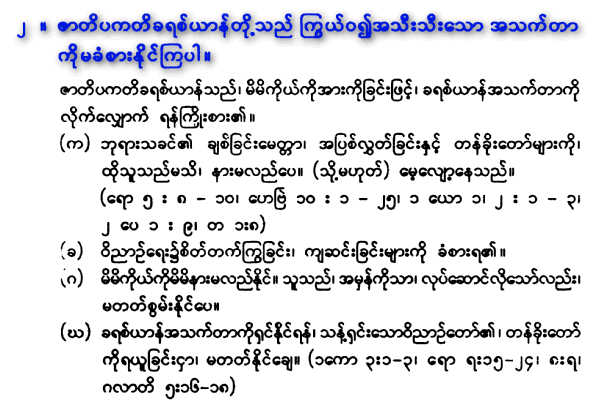 ၂ ။ ဇာတိပကတိခရစ်ယာန်တို့သည် ကြွယ်ဝ၍အသီးသီးသော အသက်တာ
ကိုမခံစားနိုင်ကြပါ။
ဇာတိပကတိခရစ်ယာန်သည်၊ မိမိကိုယ်ကိုအားကိုခြင်းဖြင့်၊ ခရစ်ယာန်အသက်တာကို
လိုက်လျှောက် ရန်ကြိုးစား၏။
(က) ဘုရားသခင်၏ ချစ်ခြင်းမေတ္တာ၊ အပြစ်လွှတ်ခြင်းနှင့် တန်ခိုးတော်များကို၊
ထိုသူသည်မသိ၊ နားမလည်ပေ။ (သို့မဟုတ်) မေ့လျော့နေသည်။
(ရော ၅ း ၈ – ၁၀၊ ဟေဗြဲ ၁၀ း ၁ – ၂၅၊ ၁ ယော ၁၊ ၂ း ၁ – ၃၊
၂ ပေ ၁ း ၉၊ တ ၁း၈)
(ခ) ဝိညာဉ်ရေး၌စိတ်တက်ကြွခြင်း၊ ကျဆင်းခြင်းများကို ခံစားရ၏။
(ဂ) မိမိကိုယ်ကိုမိမိနားမလည်နိုင်။ သူသည်၊ အမှန်ကိုသာ၊ လုပ်ဆောင်လိုသော်လည်း၊
မတတ်စွမ်းနိုင်ပေ။
(ဃ) ခရစ်ယာန်အသက်တာကိုရှင်နိုင်ရန်၊ သန့်ရှင်းသောဝိညာဉ်တော်၏၊ တန်ခိုးတော်
ကိုရယူခြင်းငှာ၊ မတတ်နိုင်ချေ။ (၁ကော ၃း၁–၃၊ ရော ရး၁၅–၂၄၊ ၈းရ၊
ဂလာတိ ၅း၁၆–၁၈)